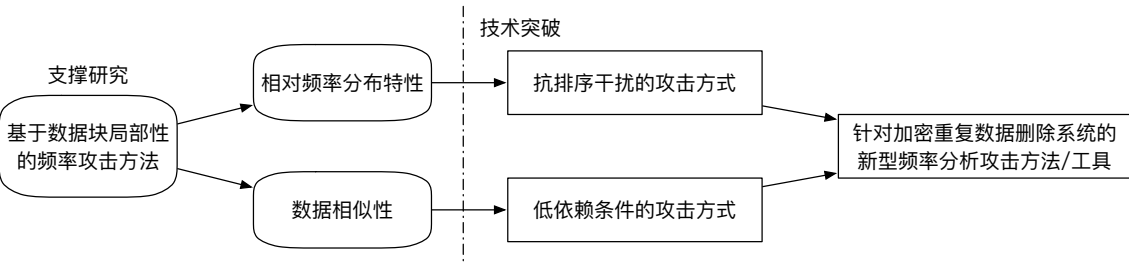 技术突破
支撑研究
相对频率分布特性
抗排序干扰的攻击方式
基于数据块局部性
的频率攻击方法
针对加密重复数据删除系统的
新型频率分析攻击方法/工具
数据相似性
低依赖条件的攻击方式